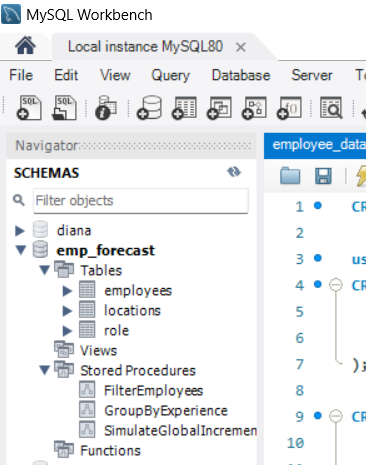 MySQL Workbench
Local instance MySQL80
File Edit View Query Database Server
Navigator
employee_data
SCHEMAS
Filter objects
diana
emp_forecast
Tables
employees
locations
role
Views
Stored Procedures
FilterEmployees
GroupByExperience
SimulateGlobalIncremen
Functions
1 CR
2
3 us
4 CR
5
6
7 );
8
9 CR
10